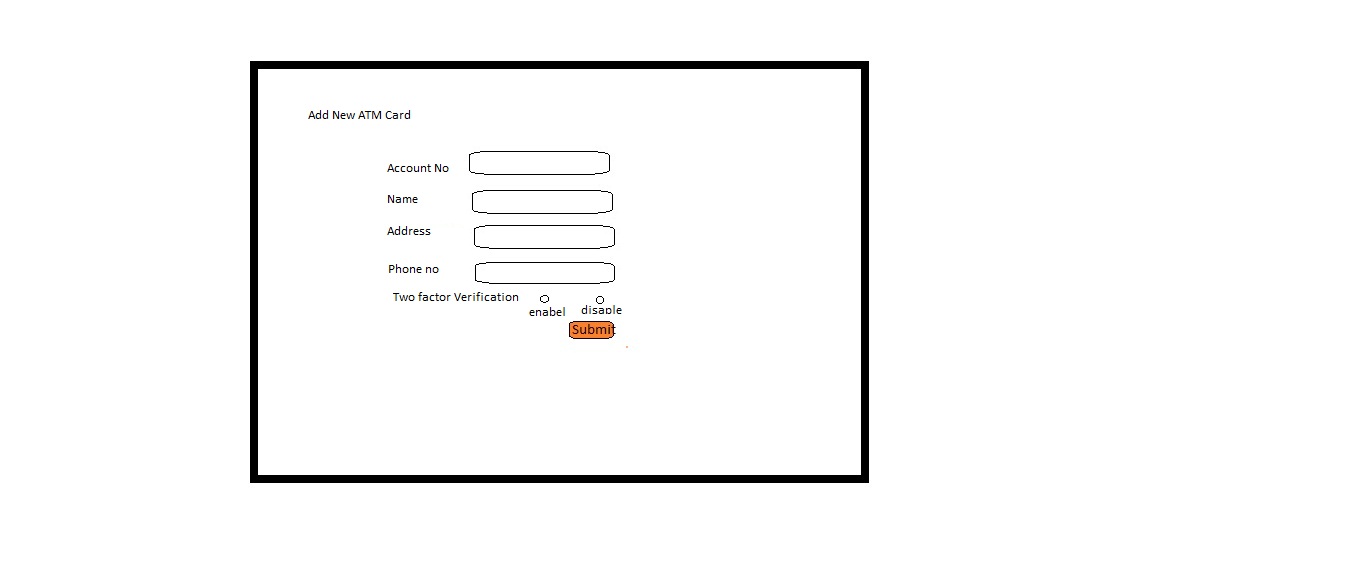 Add New ATM Card
Account No
Name
Address
Phone no
Two factor Verification
enabel disable
Submit